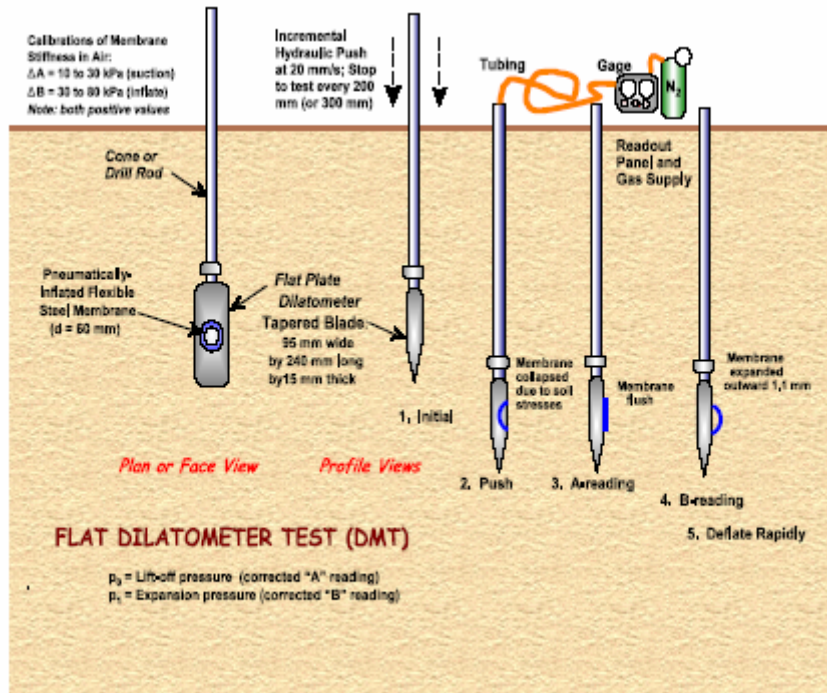 Calibrations of Membrane
Stiffness in Air:
ΔA = 10 to 30 kPa (suction)
ΔB = 30 to 80 kPa (inflate)
Note: both positive values
Incremental
Hydraulic Push
at 20 mm/s; Stop
to test every 200
mm (or 300 mm)
Tubing
Gage
N2
Readout
Panel and
Gas Supply
Cone or
Drill Rod
Pneumatically-
Inflated Flexible
Steel Membrane
(d = 60 mm)
Flat Plate
Dilatometer
Tapered Blade
95 mm wide
by 240 mm long
by 15 mm thick
1. Initial
Membrane
collapsed
due to soil
stresses
Membrane
flush
Membrane
expanded
outward 1,1 mm
Plan or Face View
Profile Views
2. Push
3. A-reading
4. B-reading
5. Deflate Rapidly
FLAT DILATOMETER TEST (DMT)
p0 = Lift-off pressure (corrected "A" reading)
p1 = Expansion pressure (corrected "B" reading)